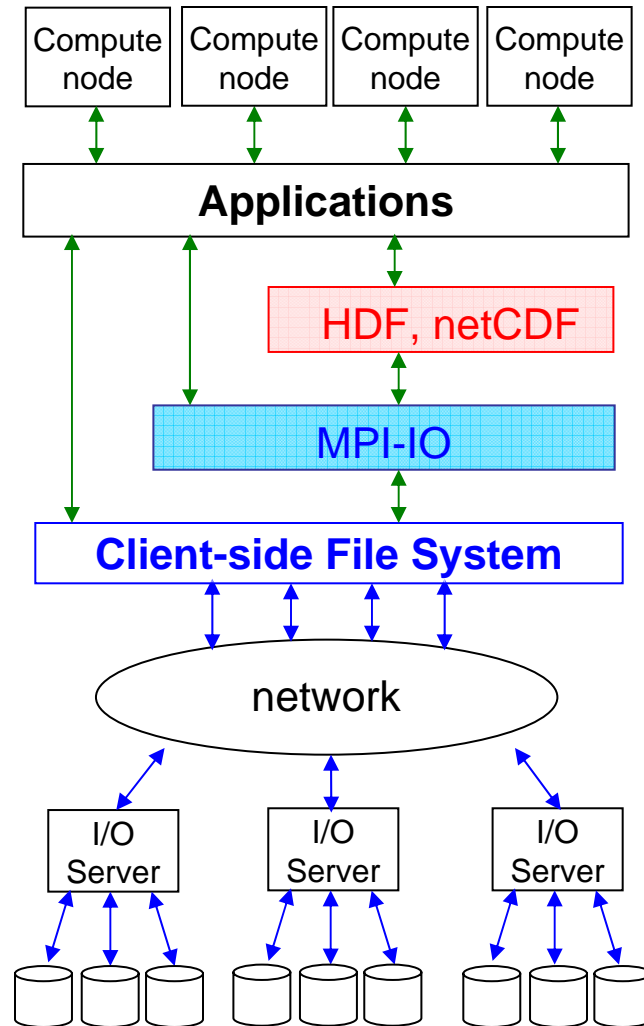 Compute
node
Compute
node
Compute
node
Compute
node
Applications
HDF, netCDF
MPI-IO
Client-side File System
network
I/O
Server
I/O
Server
I/O
Server